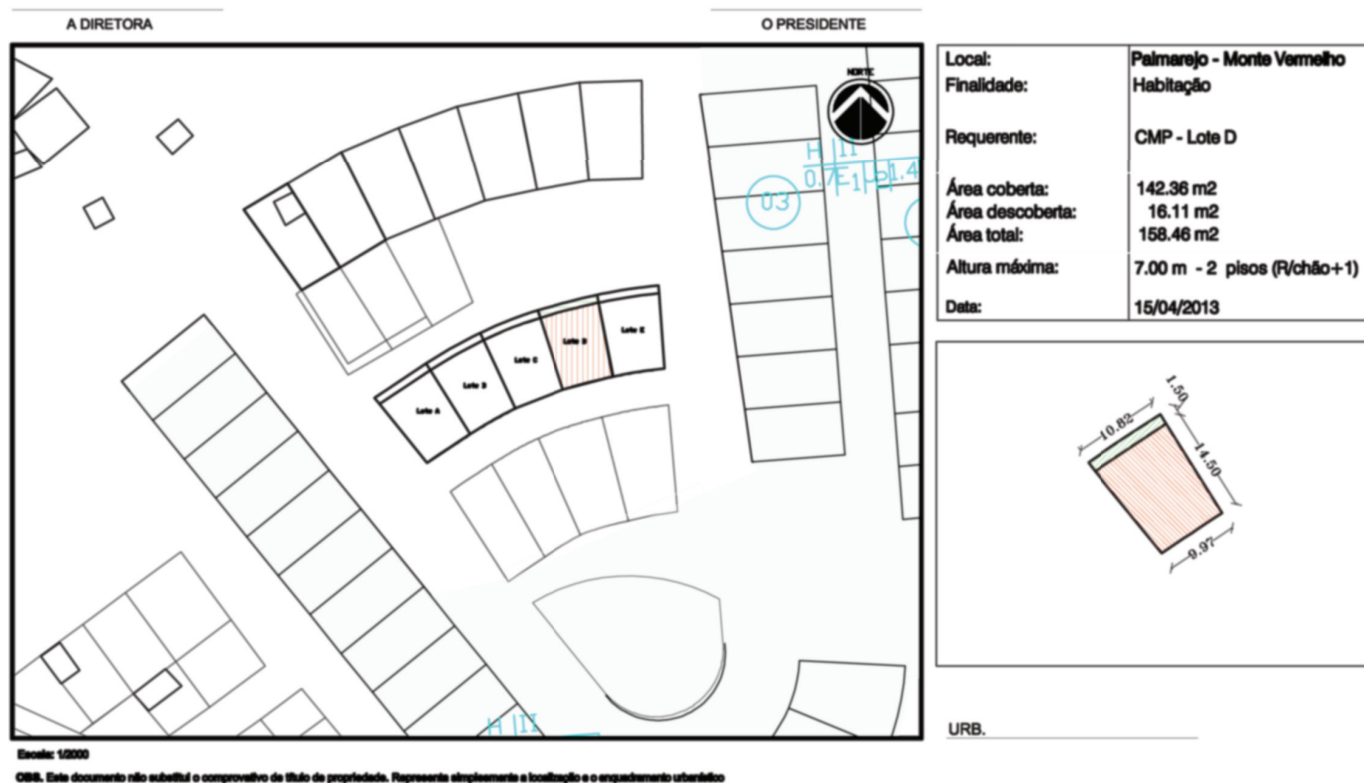 A DIRETORA
O PRESIDENTE
NORTE
H II
03
Lote A
Lote B
Lote C
Lote D
Lote E
H II
Local: Palmarejo - Monte Vermelho
Finalidade: Habitação
Requerente: CMP - Lote D
Área coberta: 142.36 m2
Área descoberta: 16.11 m2
Área total: 158.46 m2
Altura máxima: 7.00 m - 2 pisos (R/chão+1)
Data: 15/04/2013
1.50
10.82
14.50
9.97
URB.
Escala: 1/2000
OBS. Este documento não substitui o comprovativo de título de propriedade. Representa simplesmente a localização e o enquadramento urbanístico